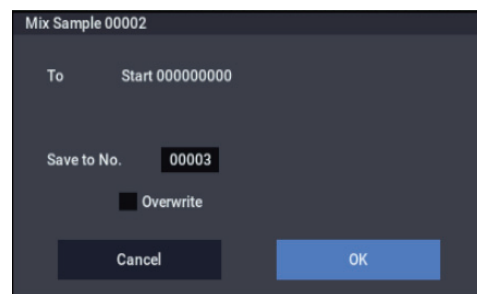 Mix Sample 00002
To Start 000000000
Save to No. 00003
Overwrite
Cancel OK